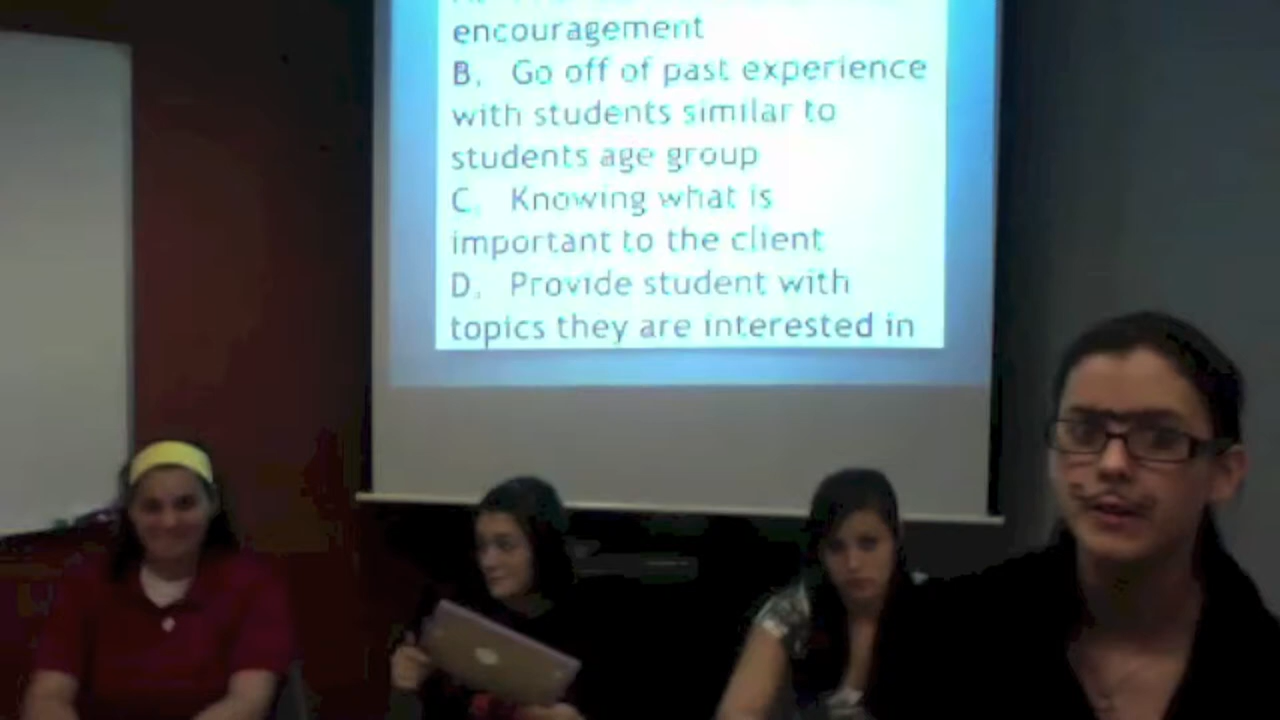 encouragement
B. Go off of past experience
with students similar to
students age group
C. Knowing what is
important to the client
D. Provide student with
topics they are interested in